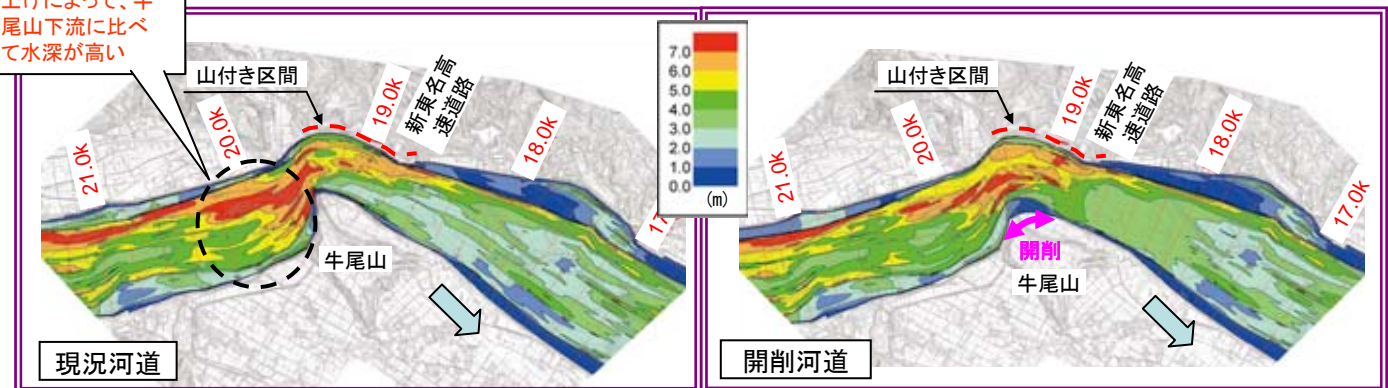 上げによって、牛
尾山下流に比べ
て水深が高い
山付き区間
19.0k
新東名高
速道路
20.0k
18.0k
21.0k
牛尾山
現況河道
7.0
6.0
5.0
4.0
3.0
2.0
1.0
0.0
(m)
山付き区間
19.0k
新東名高
速道路
20.0k
18.0k
21.0k
17.0k
開削
牛尾山
開削河道